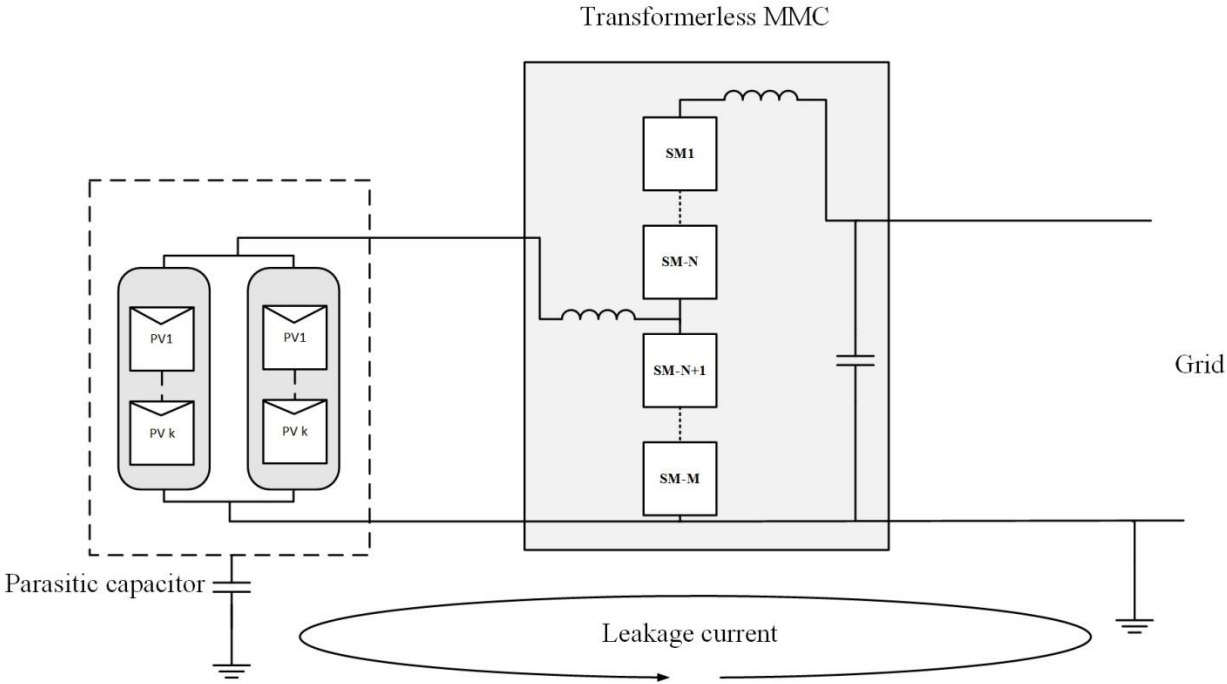 Transformerless MMC
SM1
SM-N
PV1
PV1
SM-N+1
Grid
PV k
PV k
SM-M
Parasitic capacitor
Leakage current